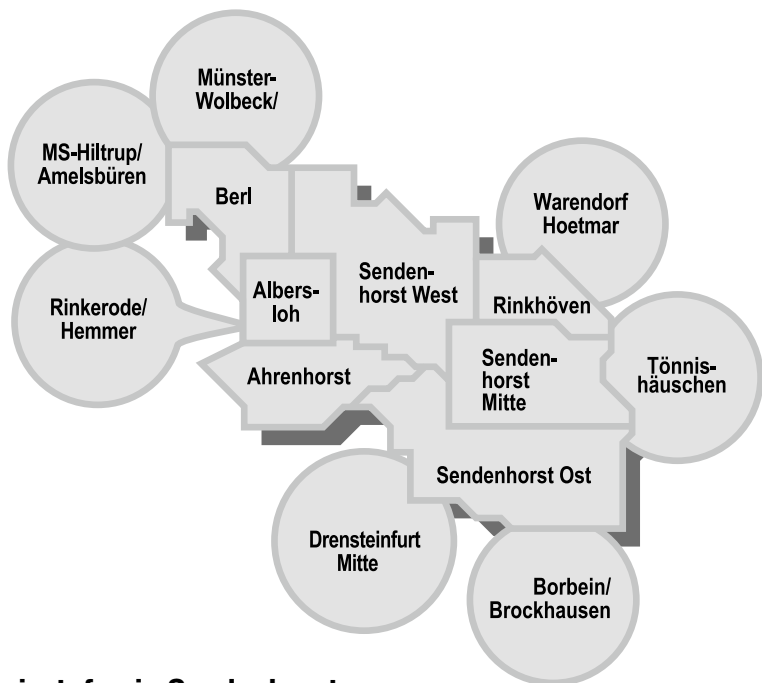 Münster-
Wolbeck/
MS-Hiltrup/
Amelsbüren
Berl
Warendorf
Hoetmar
Rinkerode/
Hemmer
Albers-
loh
Senden-
horst West
Rinkhöven
Ahrenhorst
Senden-
horst
Mitte
Tönnis-
häuschen
Sendenhorst Ost
Drensteinfurt
Mitte
Borbein/
Brockhausen